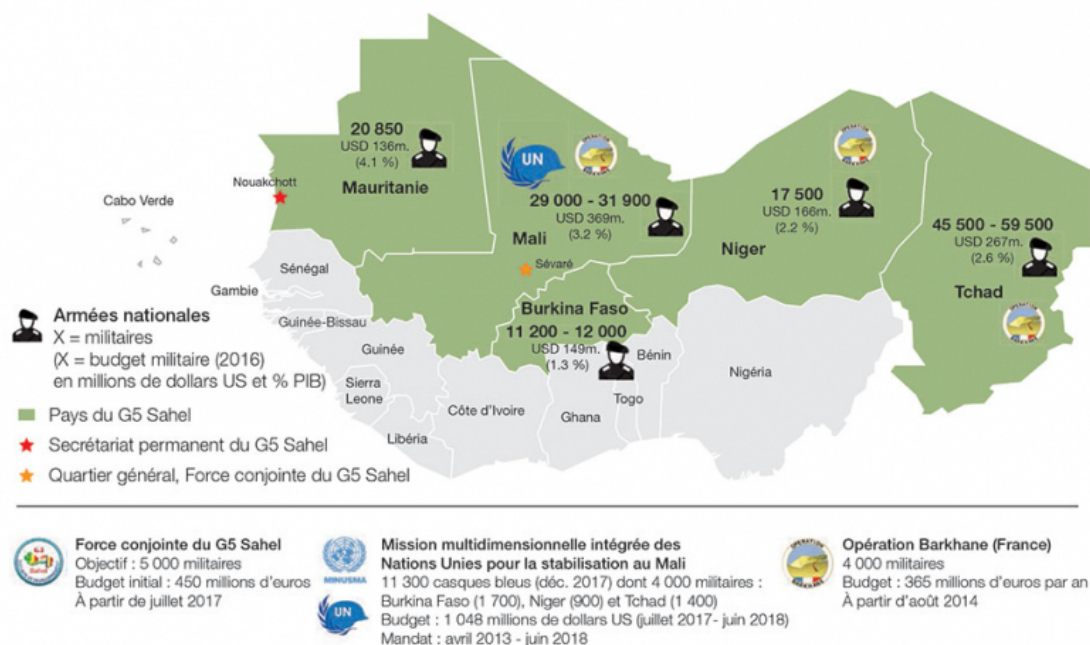 20 850
USD 136m.
(4.1 %)
Mauritanie
Nouakchott
Cabo Verde
UN
OPERATION
BARKHANE
29 000 - 31 900
USD 369m.
(3.2 %)
Mali
Sévaré
OPERATION
BARKHANE
17 500
USD 166m.
(2.2 %)
Niger
45 500 - 59 500
USD 267m.
(2.6 %)
Tchad
OPERATION
BARKHANE
Burkina Faso
11 200 - 12 000
USD 149m.
(1.3 %)
Sénégal
Gambie
Guinée-Bissau
Guinée
Sierra
Leone
Libéria
Côte d'Ivoire
Ghana
Togo
Bénin
Nigéria
Armées nationales
X = militaires
(X = budget militaire (2016)
en millions de dollars US et % PIB)
Pays du G5 Sahel
Secrétariat permanent du G5 Sahel
Quartier général, Force conjointe du G5 Sahel
Force conjointe du G5 Sahel
Objectif : 5 000 militaires
Budget initial : 450 millions d'euros
À partir de juillet 2017
MINUSMA
UN
Mission multidimensionnelle intégrée des
Nations Unies pour la stabilisation au Mali
11 300 casques bleus (déc. 2017) dont 4 000 militaires :
Burkina Faso (1 700), Niger (900) et Tchad (1 400)
Budget : 1 048 millions de dollars US (juillet 2017- juin 2018)
Mandat : avril 2013 - juin 2018
OPERATION
BARKHANE
Opération Barkhane (France)
4 000 militaires
Budget : 365 millions d'euros par an
À partir d'août 2014